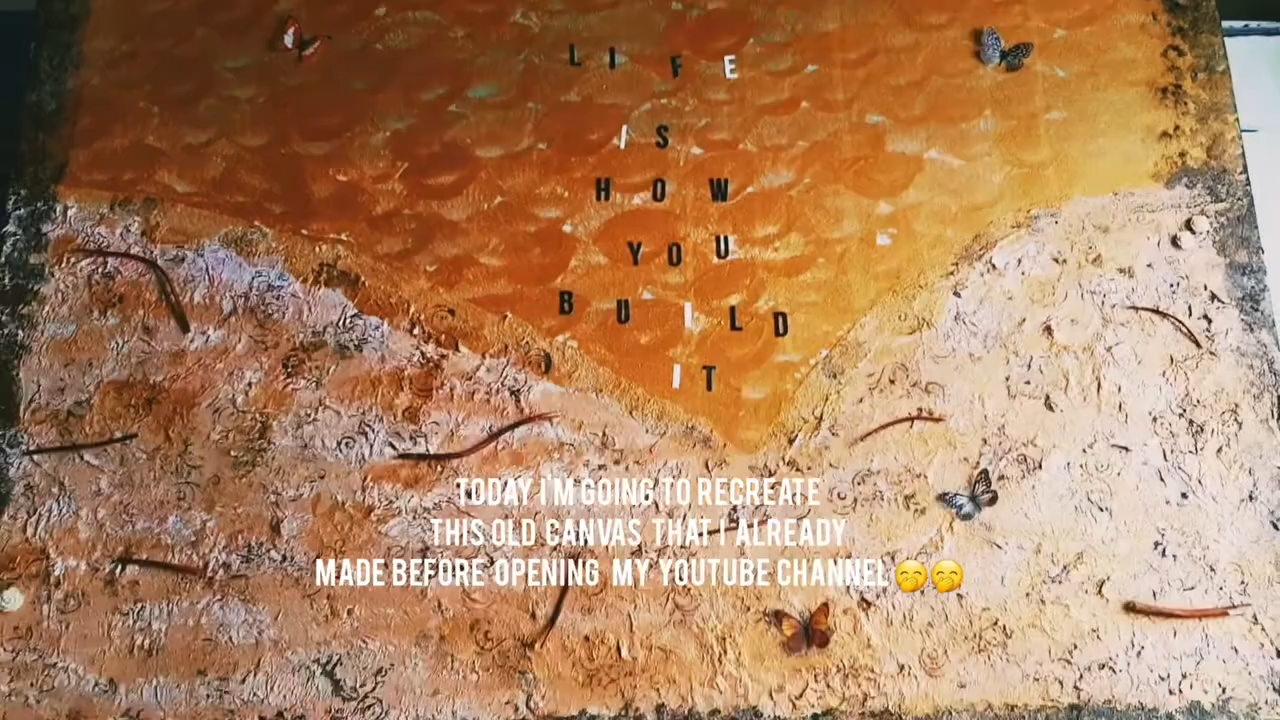 LIFE
IS
HOW
YOU
BUILD
IT
TODAY I'M GOING TO RECREATE
THIS OLD CANVAS THAT I ALREADY
MADE BEFORE OPENING MY YOUTUBE CHANNEL 🤭🤭